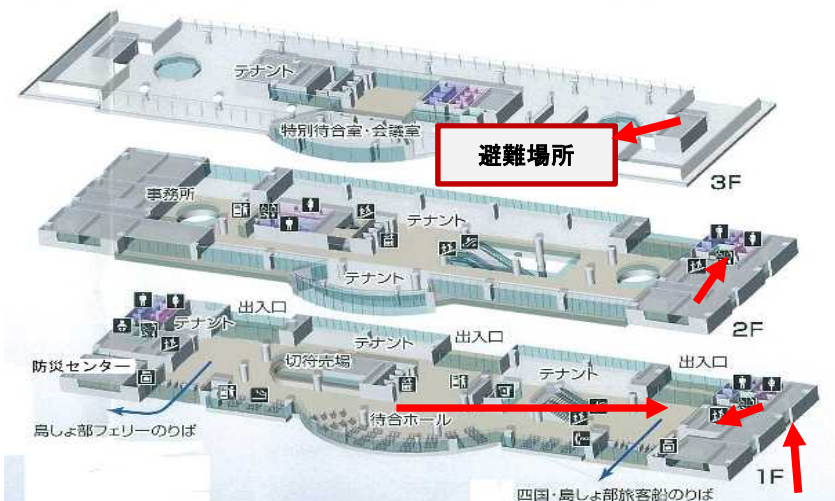 テナント
特別待合室・会議室
避難場所
3F
事務所
テナント
テナント
2F
テナント
出入口
テナント
出入口
防災センター
切符売場
テナント
出入口
待合ホール
島しょ部フェリーのりば
1F
四国・島しょ部旅客船のりば